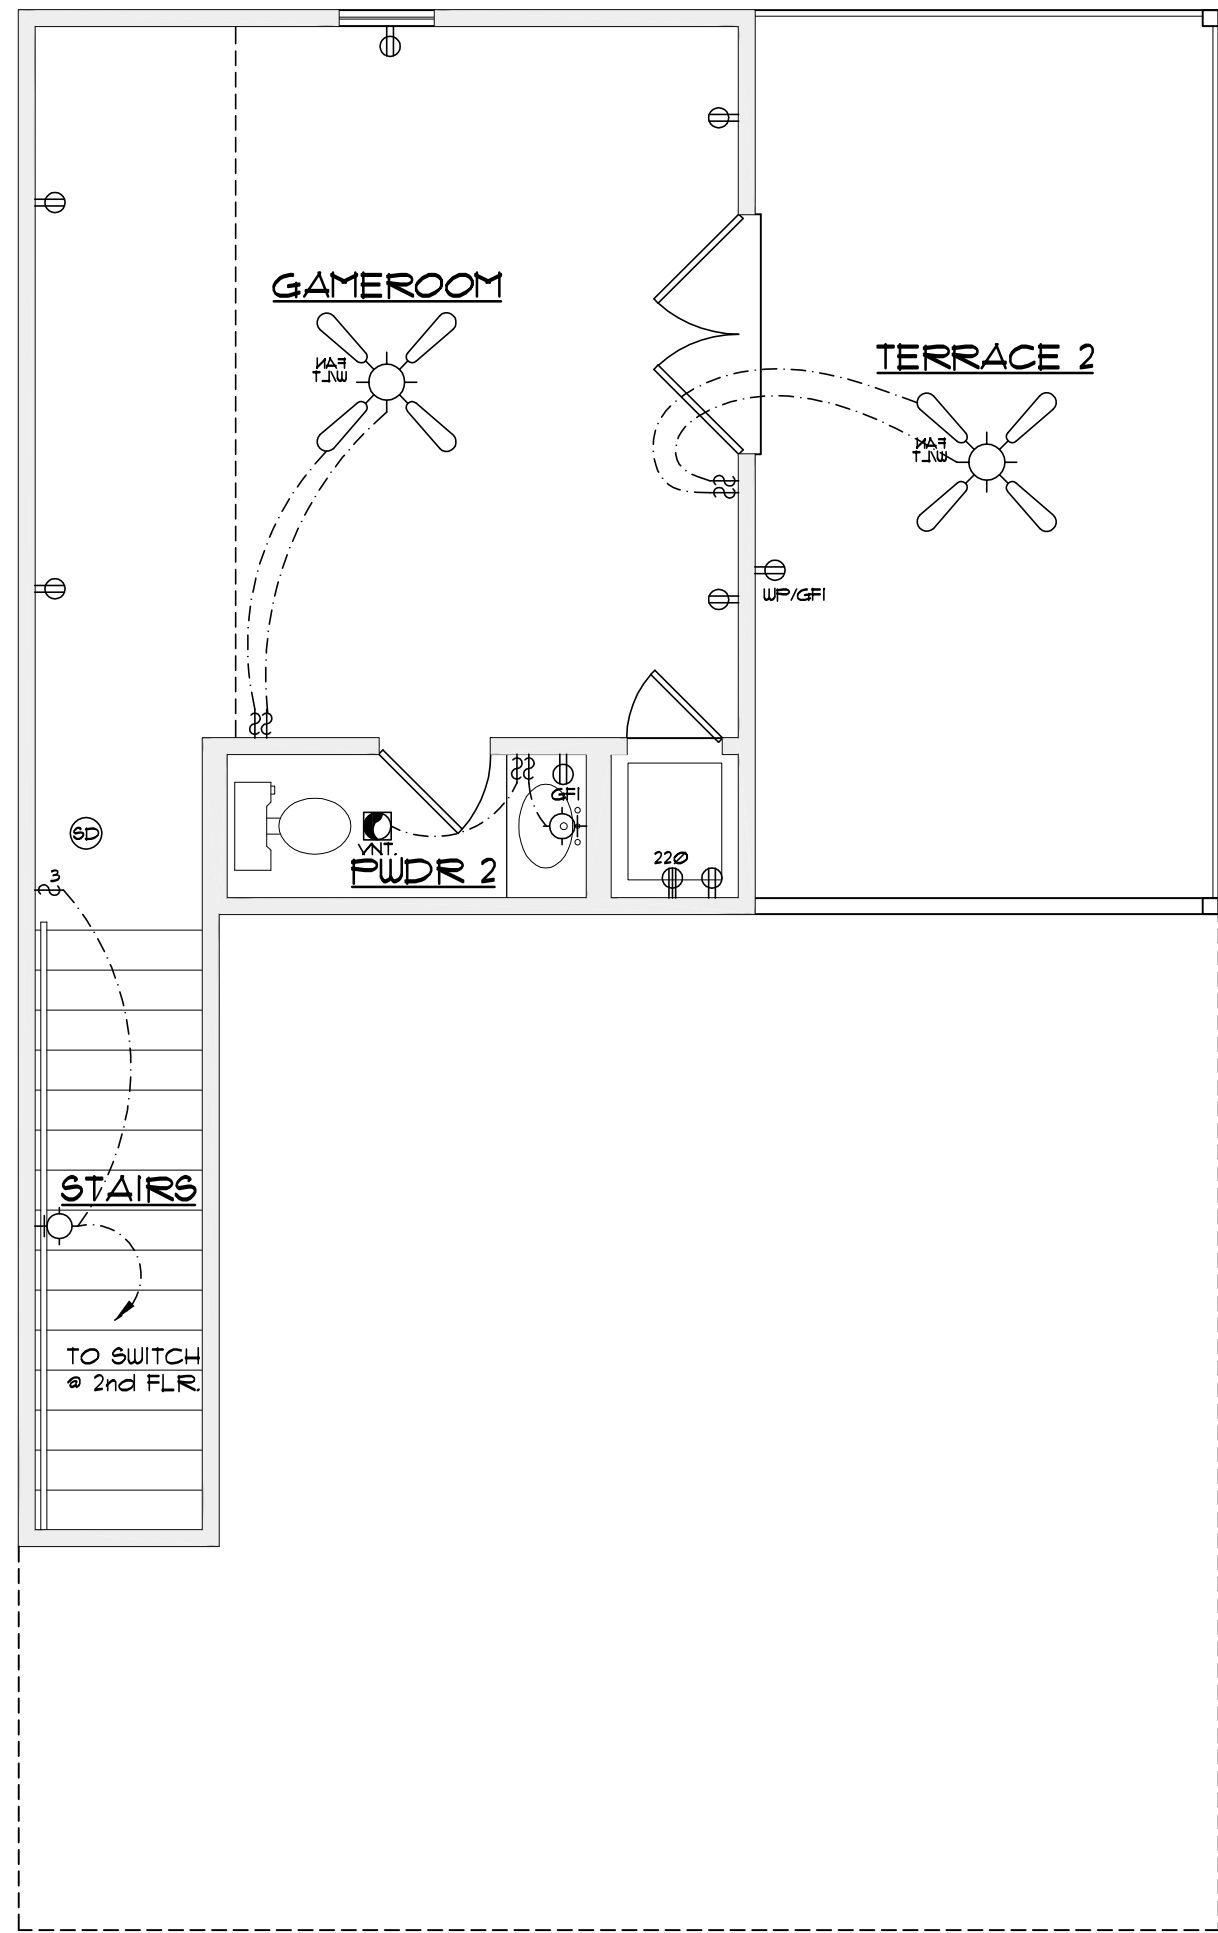 GAMEROOM
FAN
W/LT
TERRACE 2
FAN
W/LT
WP/GFI
GFI
VNT.
PWDR 2
220
SD
3
STAIRS
TO SWITCH
@ 2nd FLR.